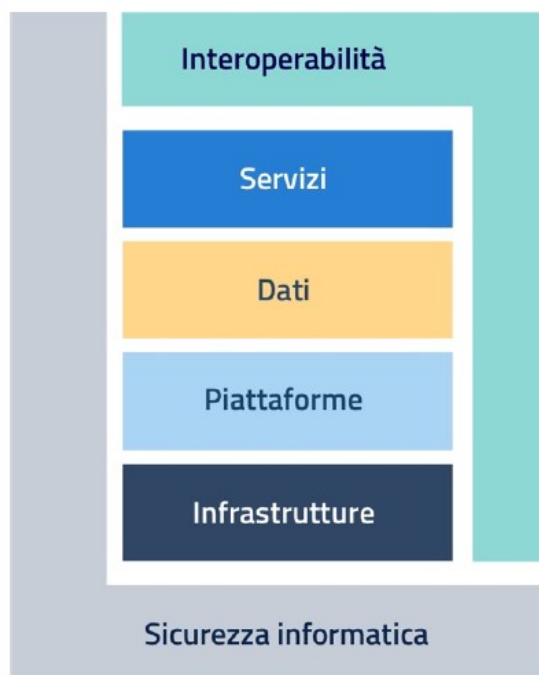 Interoperabilità
Servizi
Dati
Piattaforme
Infrastrutture
Sicurezza informatica